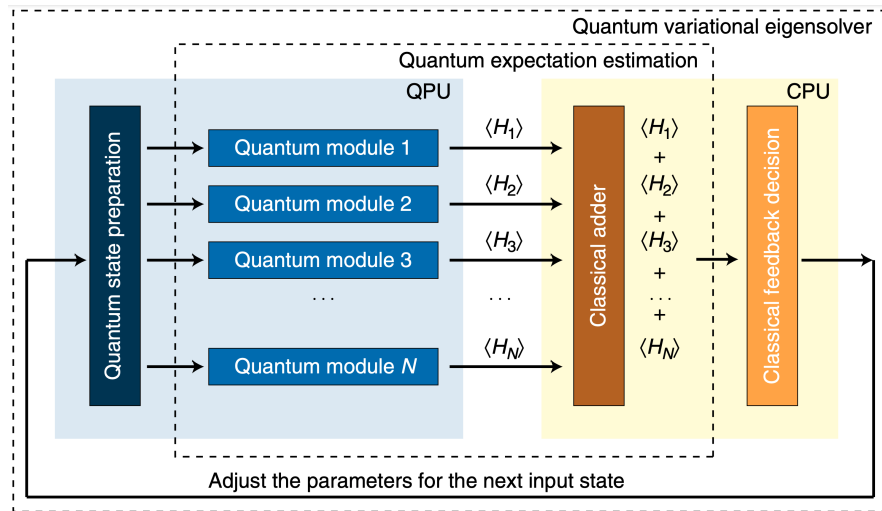 Quantum variational eigensolver
Quantum expectation estimation
QPU
CPU
Quantum state preparation
Quantum module 1
Quantum module 2
Quantum module 3
...
Quantum module N
⟨H₁⟩
⟨H₂⟩
⟨H₃⟩
...
⟨H_N⟩
Classical adder
⟨H₁⟩
+
⟨H₂⟩
+
⟨H₃⟩
+
...
+
⟨H_N⟩
Classical feedback decision
Adjust the parameters for the next input state